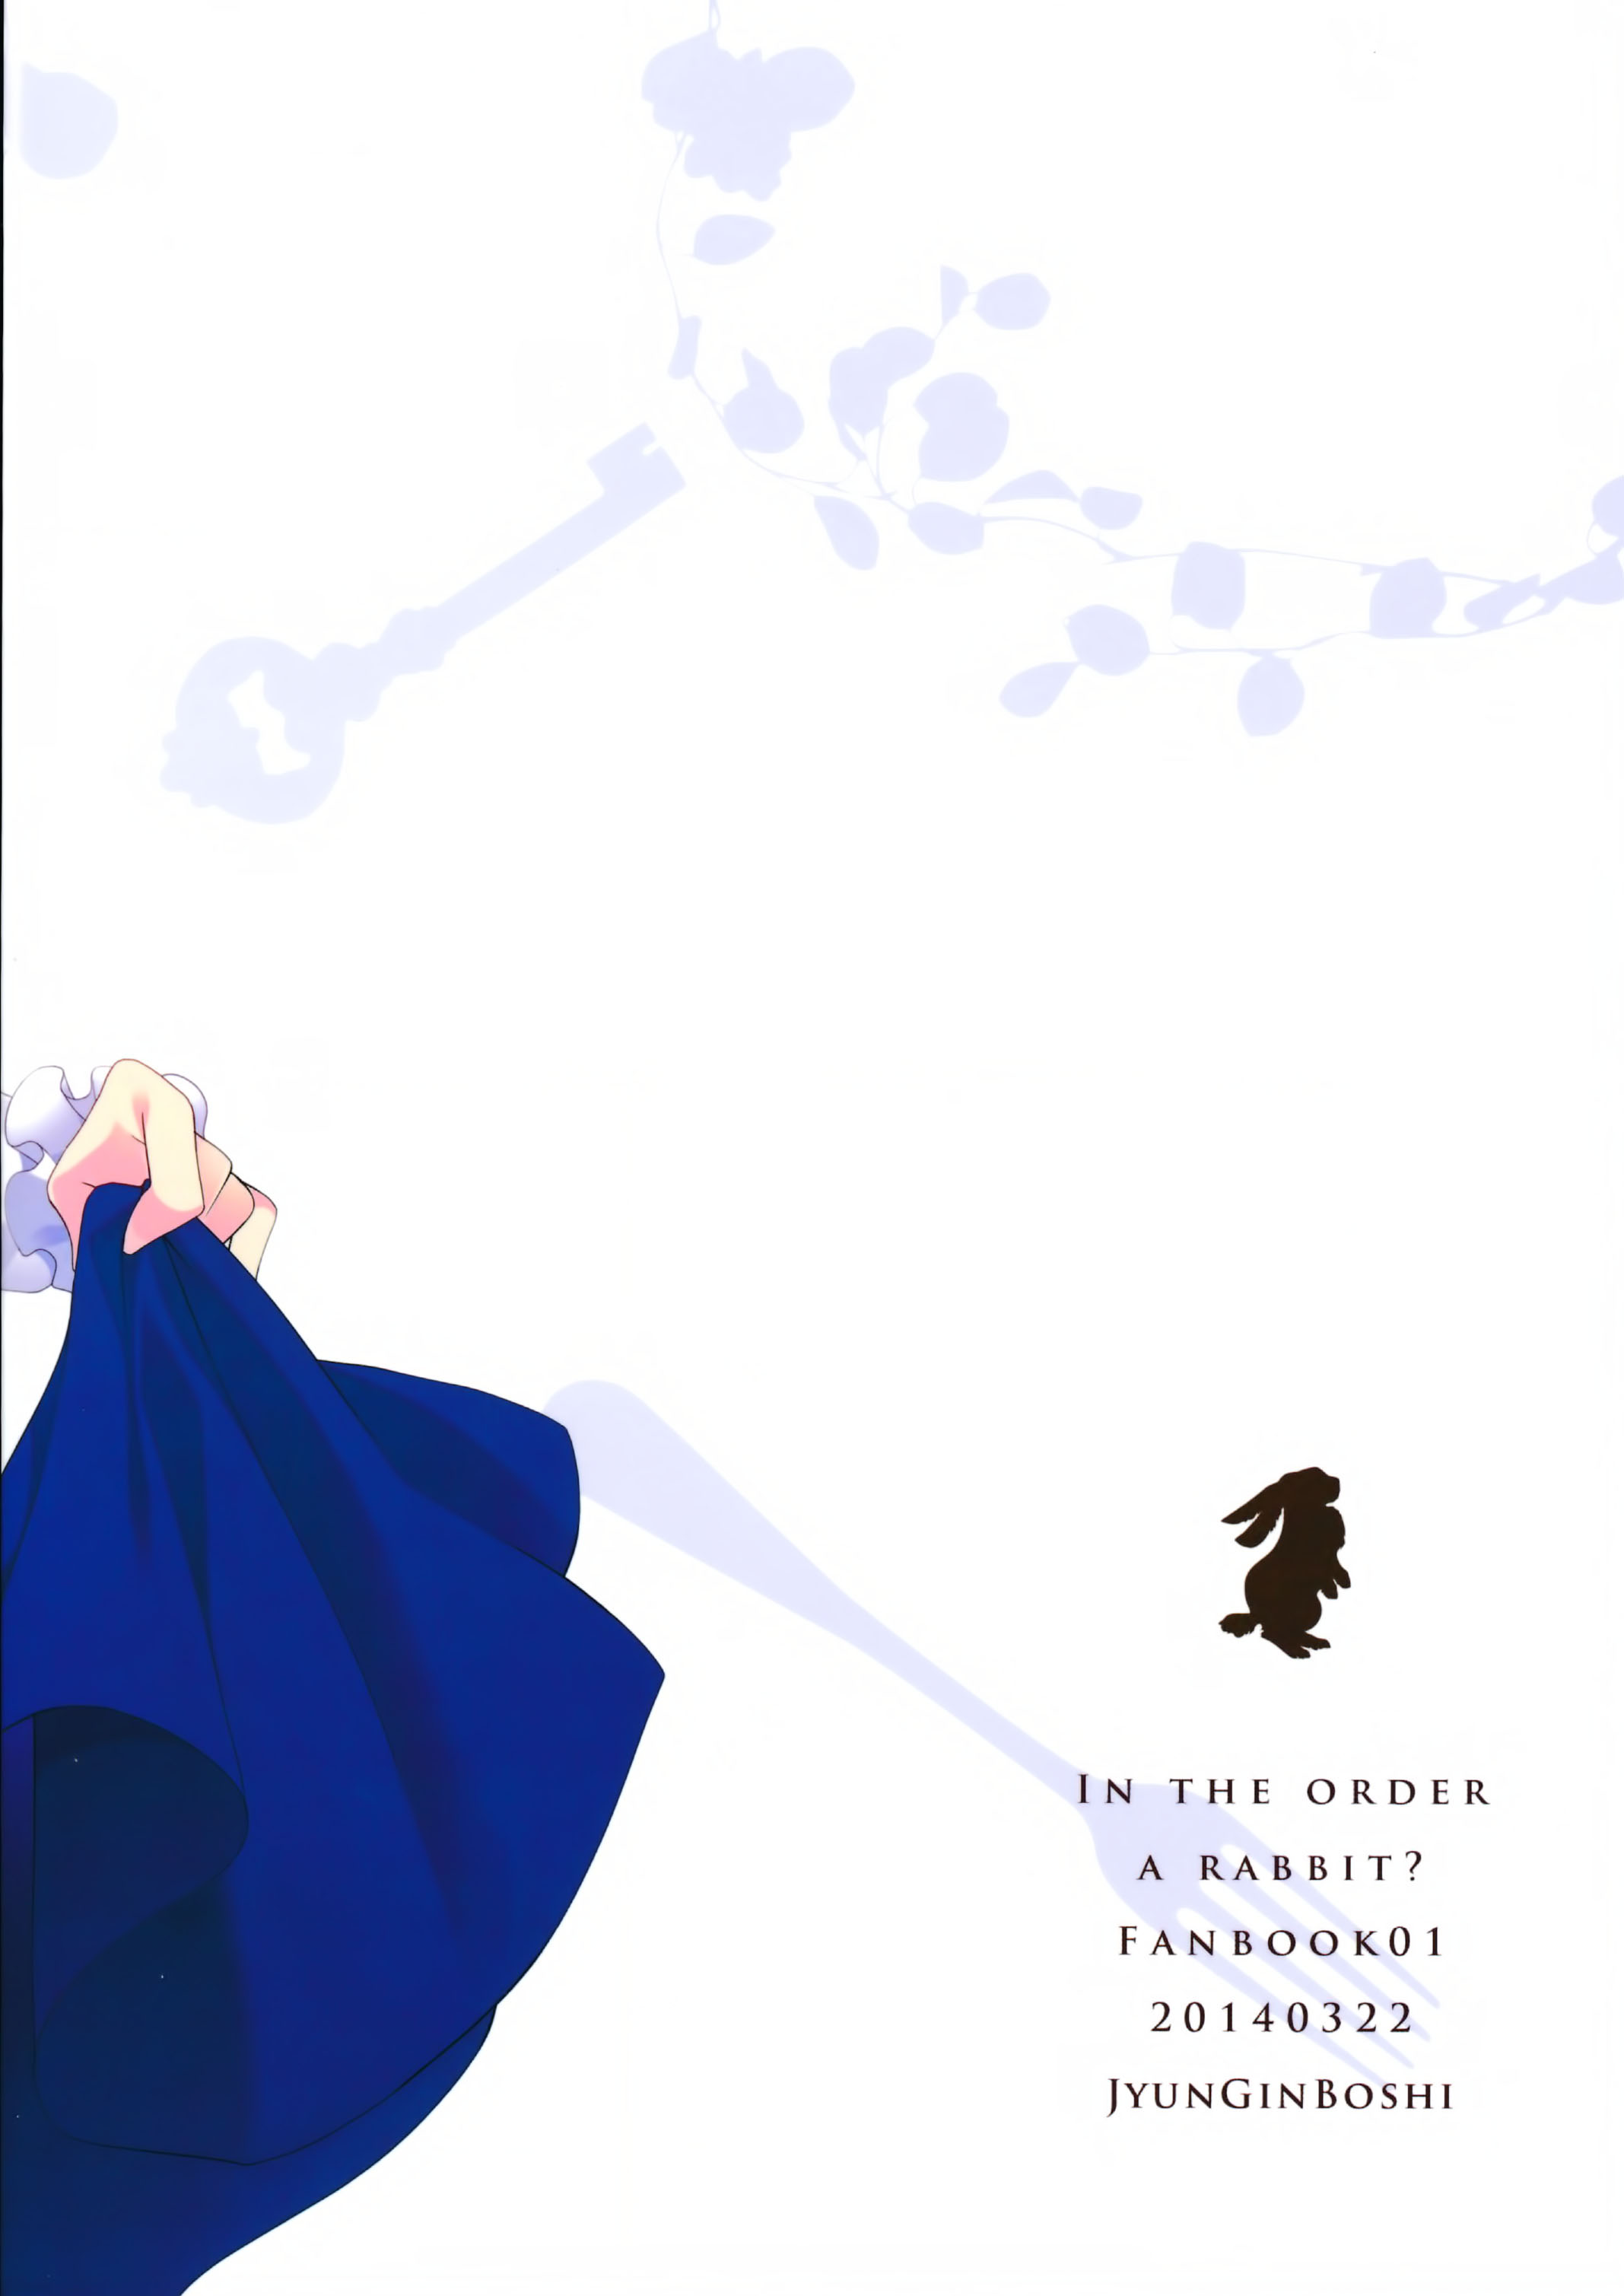 In the order
a rabbit?
Fanbook01
20140322
JyunGinBoshi